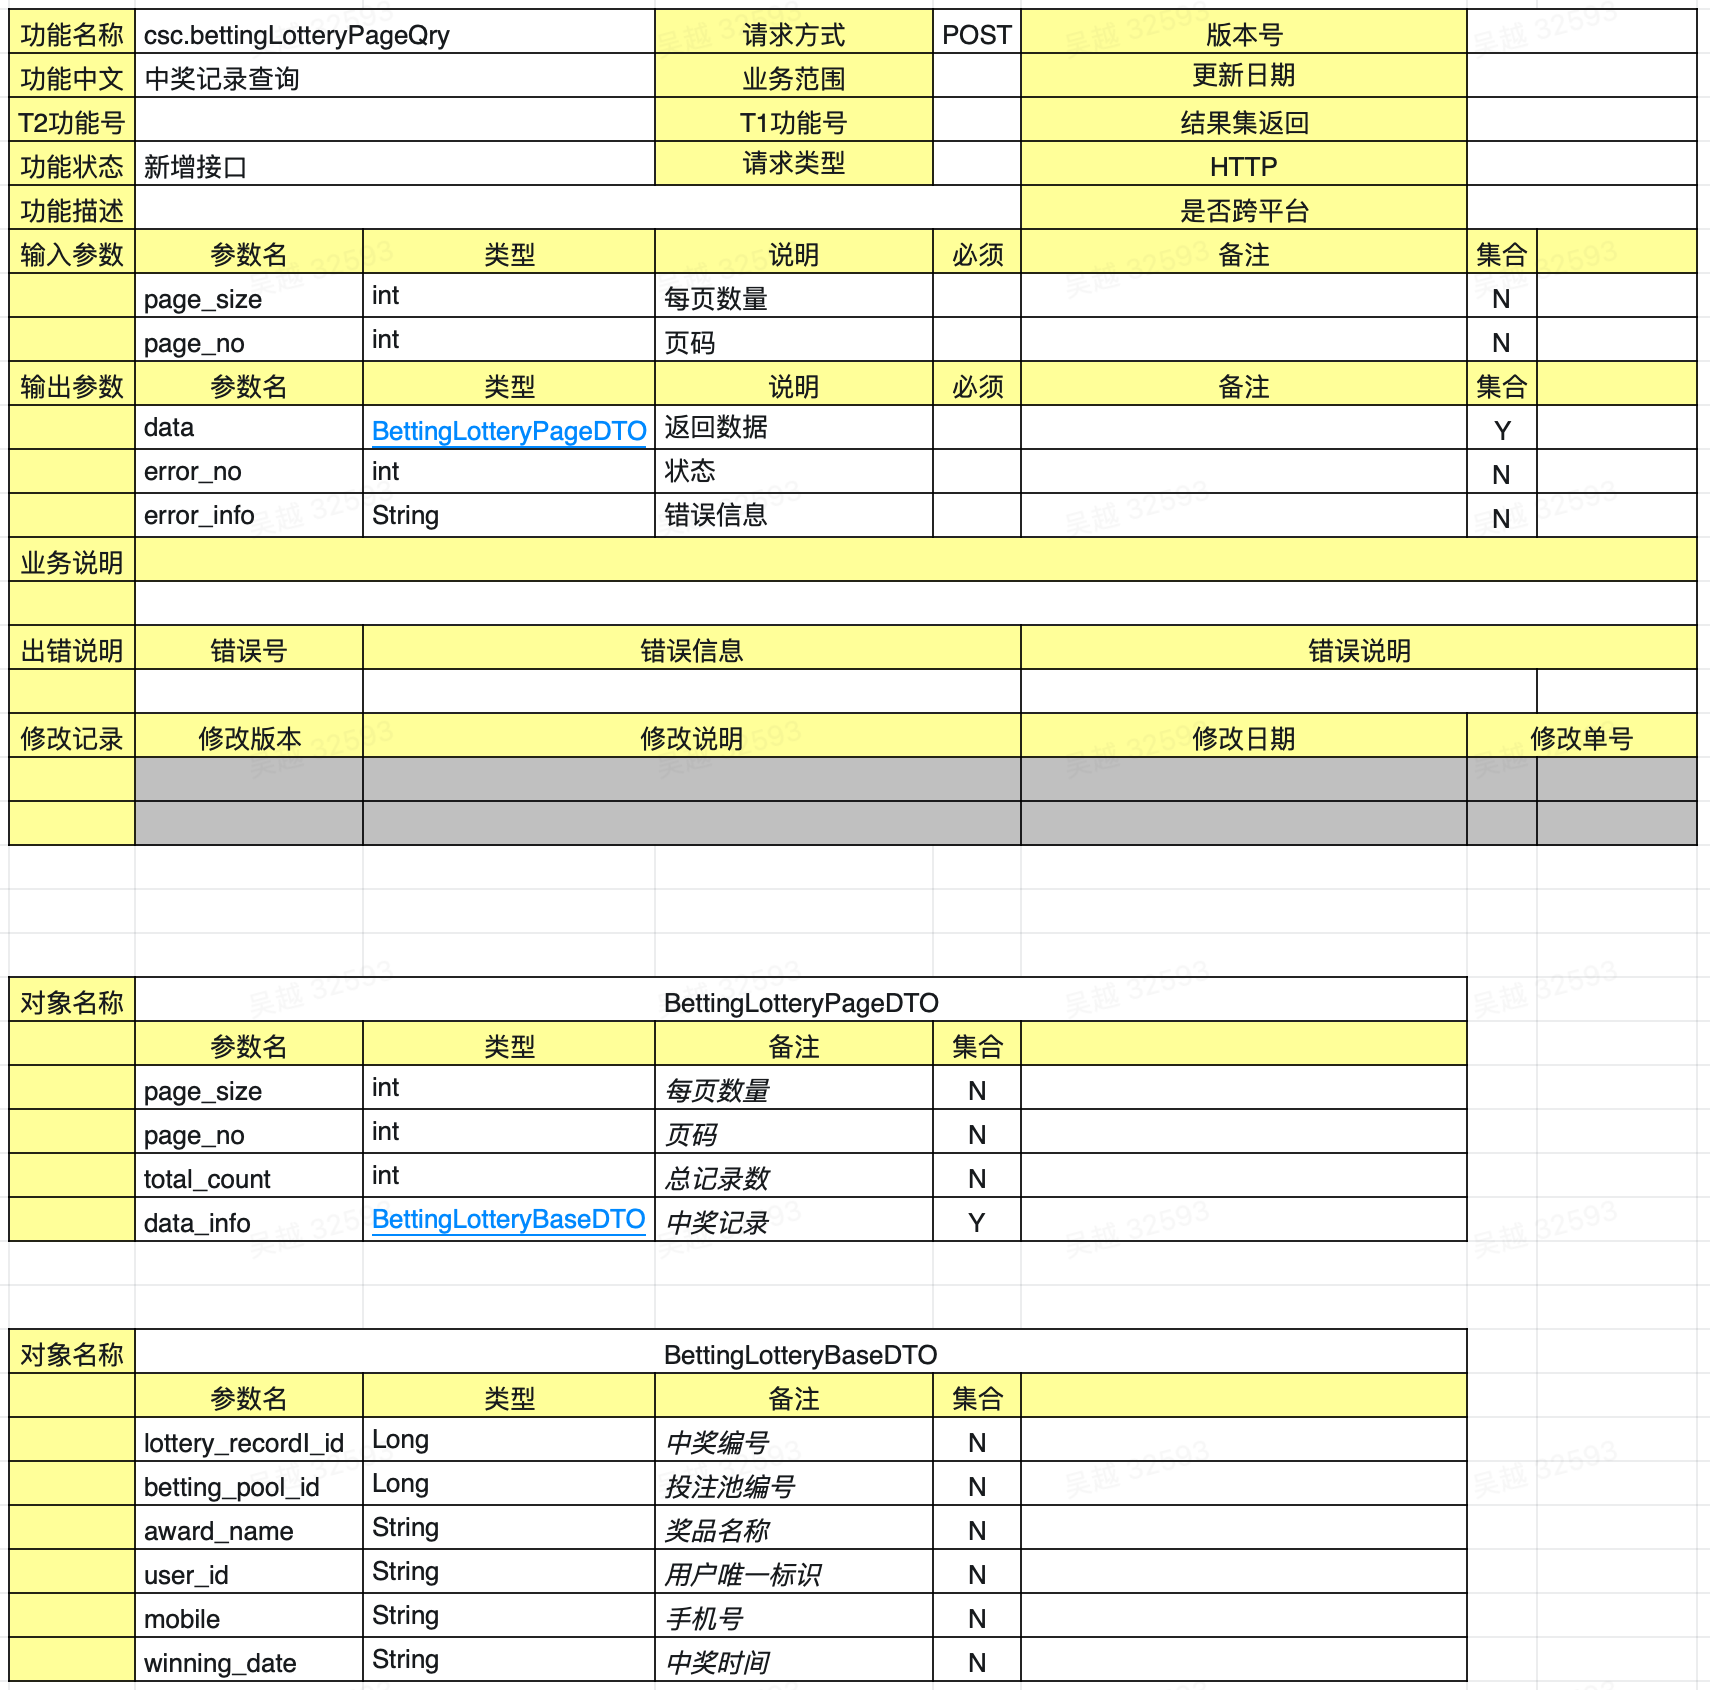 功能名称 csc.bettingLotteryPageQry 请求方式 POST 版本号
功能中文 中奖记录查询 业务范围 更新日期
T2功能号 T1功能号 结果集返回
功能状态 新增接口 请求类型 HTTP
功能描述 是否跨平台
输入参数 参数名 类型 说明 必须 备注 集合
page_size int 每页数量 N
page_no int 页码 N
输出参数 参数名 类型 说明 必须 备注 集合
data BettingLotteryPageDTO 返回数据 Y
error_no int 状态 N
error_info String 错误信息 N
业务说明
出错说明 错误号 错误信息 错误说明
修改记录 修改版本 修改说明 修改日期 修改单号
对象名称 BettingLotteryPageDTO
参数名 类型 备注 集合
page_size int 每页数量 N
page_no int 页码 N
total_count int 总记录数 N
data_info BettingLotteryBaseDTO 中奖记录 Y
对象名称 BettingLotteryBaseDTO
参数名 类型 备注 集合
lottery_recordl_id Long 中奖编号 N
betting_pool_id Long 投注池编号 N
award_name String 奖品名称 N
user_id String 用户唯一标识 N
mobile String 手机号 N
winning_date String 中奖时间 N
吴越 32593